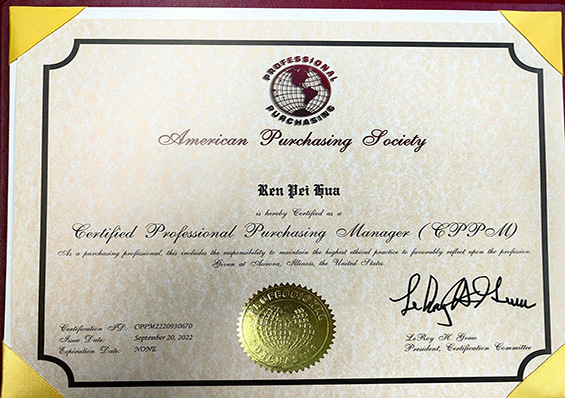 PROFESSIONAL
PURCHASING
American Purchasing Society
Ren Pei Hua
is hereby Certified as a
Certified Professional Purchasing Manager (CPPM)
As a purchasing professional, this includes the responsibility to maintain the highest ethical practice to favorably reflect upon the profession.
Given at Aurora, Illinois, the United States.
Certification ID: CPPM2220930670
Issue Date: September 20, 2022
Expiration Date: NONE
PROFESSIONAL
LeRoy H. Graw
President, Certification Committee